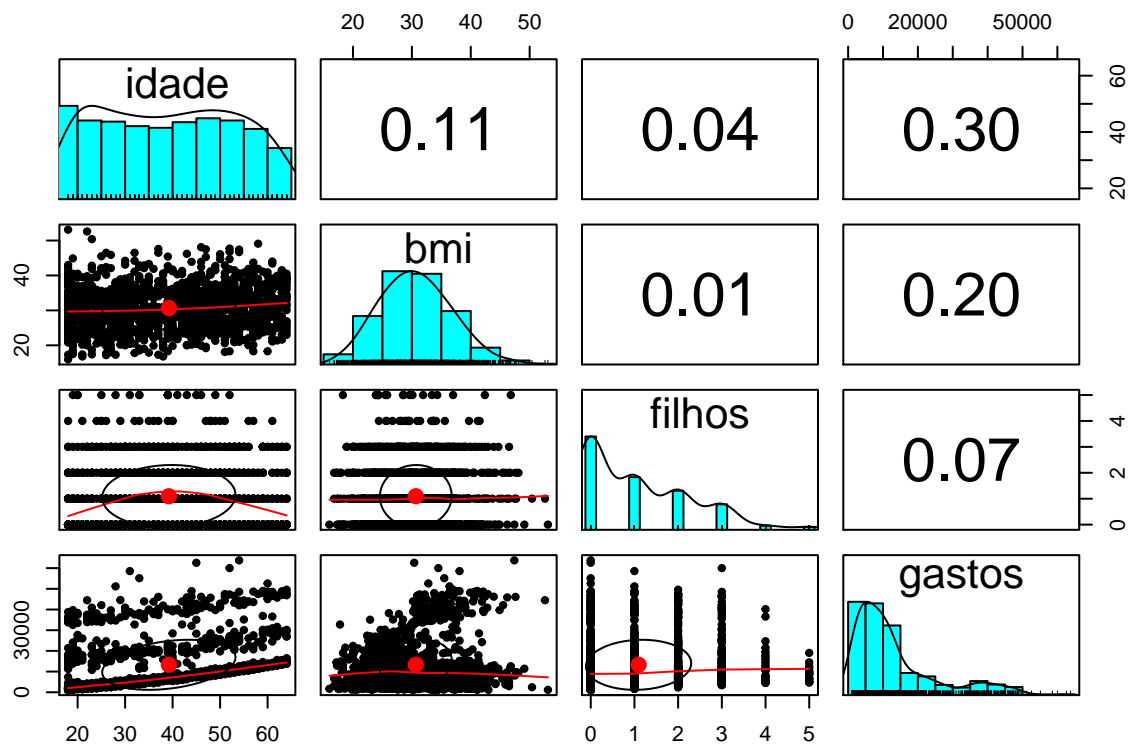 20 30 40 50 0 20000 50000
idade 0.11 0.04 0.30 20 40 60
20 40 bmi 0.01 0.20
filhos 0.07 0 2 4
0 30000 gastos
20 30 40 50 60 0 1 2 3 4 5